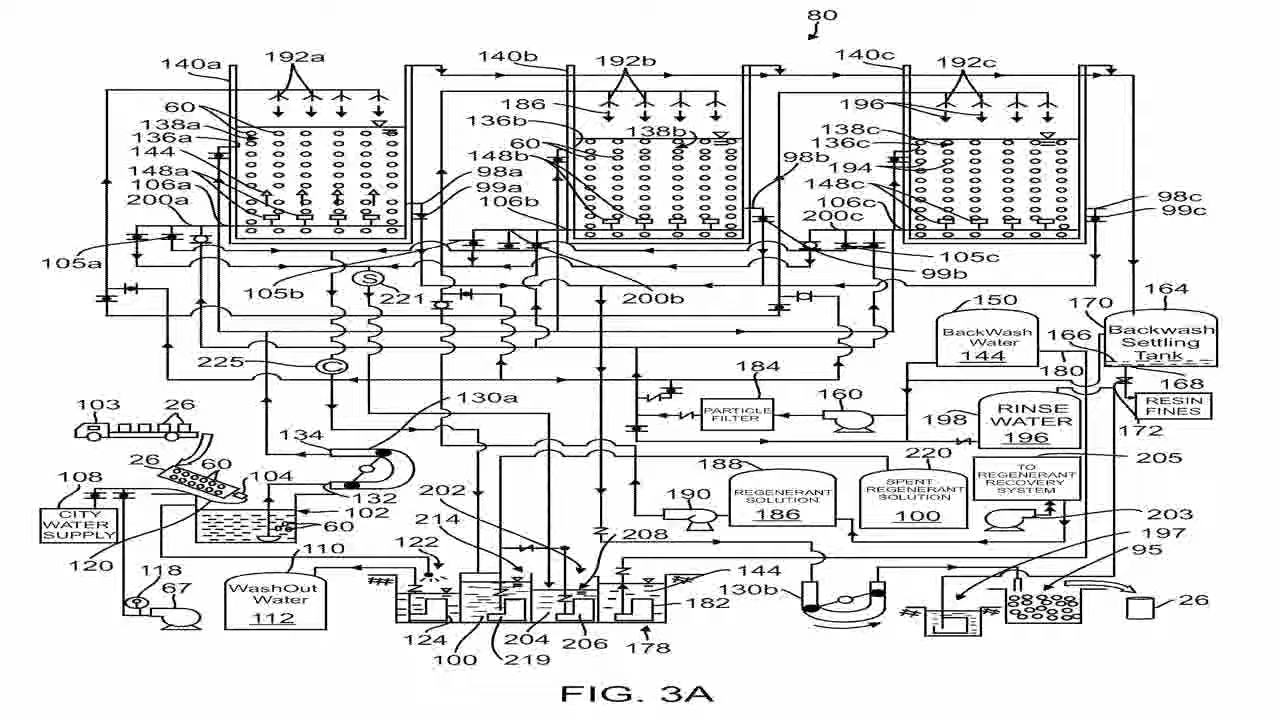 80
140a
192a
140b
192b
140c
192c
60
186
196
138a
136a
136b
138b
138c
136c
144
60
194
148a
148b
98b
148c
98a
98c
106a
99a
106b
106c
99c
200a
200c
105a
105b
221
200b
99b
105c
S
150
170
164
BackWash
Water
144
Backwash
Settling
Tank
166
225
184
180
168
130a
160
PARTICLE
FILTER
RESIN
FINES
103
26
198
RINSE
WATER
196
172
134
26
60
104
188
220
205
TO
REGENERANT
RECOVERY
SYSTEM
108
132
202
190
REGENERANT
SOLUTION
186
SPENT
REGENERANT
SOLUTION
100
CITY
WATER
SUPPLY
102
60
214
208
203
197
120
110
122
95
118
67
WashOut
Water
112
144
130b
182
26
124
204
206
178
100
219
FIG. 3A